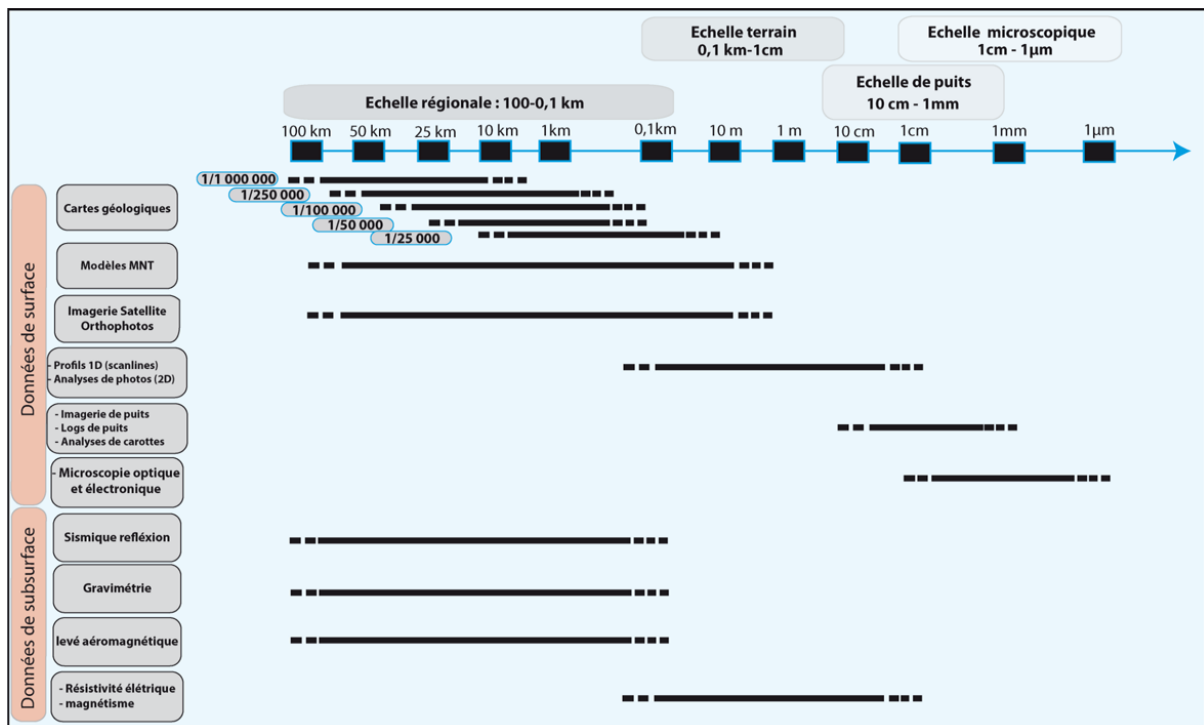 Echelle terrain
0,1 km-1cm
Echelle microscopique
1cm - 1µm
Echelle de puits
10 cm - 1mm
Echelle régionale : 100-0,1 km
100 km
50 km
25 km
10 km
1km
0,1km
10 m
1 m
10 cm
1cm
1mm
1µm
Données de surface
Cartes géologiques
1/1 000 000
1/250 000
1/100 000
1/50 000
1/25 000
Modèles MNT
Imagerie Satellite
Orthophotos
- Profils 1D (scanlines)
- Analyses de photos (2D)
- Imagerie de puits
- Logs de puits
- Analyses de carottes
- Microscopie optique
et électronique
Données de subsurface
Sismique refléxion
Gravimétrie
levé aéromagnétique
- Résistivité élétrique
- magnétisme